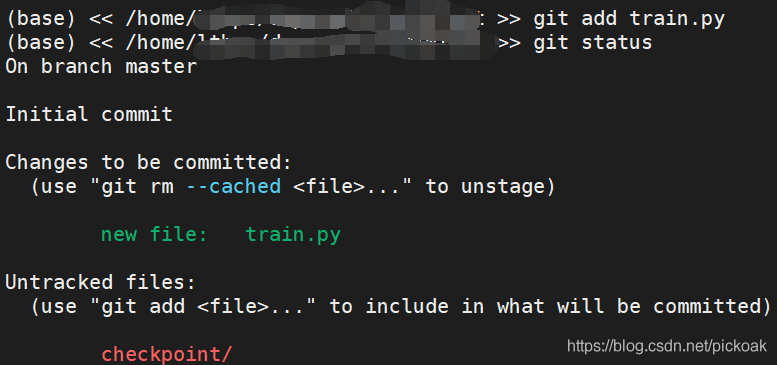 (base) << /home/ >> git add train.py
(base) << /home/ >> git status
On branch master
Initial commit
Changes to be committed:
(use "git rm --cached <file>..." to unstage)
new file: train.py
Untracked files:
(use "git add <file>..." to include in what will be committed)
checkpoint/
https://blog.csdn.net/pickoak